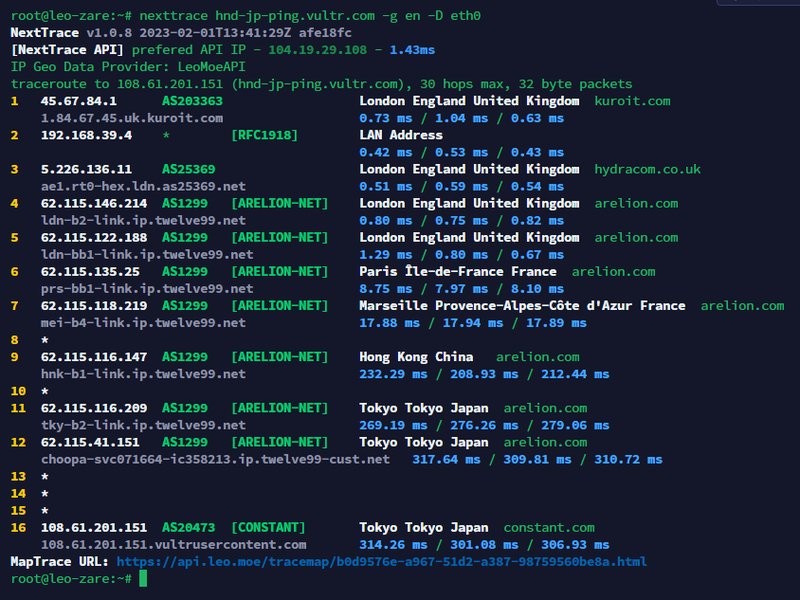 root@leo-zare:~# nexttrace hnd-jp-ping.vultr.com -g en -D eth0
NextTrace v1.0.8 2023-02-01T13:41:29Z afe18fc
[NextTrace API] prefered API IP - 104.19.29.108 - 1.43ms
IP Geo Data Provider: LeoMoeAPI
traceroute to 108.61.201.151 (hnd-jp-ping.vultr.com), 30 hops max, 32 byte packets
1 45.67.84.1 AS203363 London England United Kingdom kuroit.com
1.84.67.45.uk.kuroit.com 0.73 ms / 1.04 ms / 0.63 ms
2 192.168.39.4 * [RFC1918] LAN Address
0.42 ms / 0.53 ms / 0.43 ms
3 5.226.136.11 AS25369 London England United Kingdom hydracom.co.uk
ae1.rt0-hex.ldn.as25369.net 0.51 ms / 0.59 ms / 0.54 ms
4 62.115.146.214 AS1299 [ARELION-NET] London England United Kingdom arelion.com
ldn-b2-link.ip.twelve99.net 0.80 ms / 0.75 ms / 0.82 ms
5 62.115.122.188 AS1299 [ARELION-NET] London England United Kingdom arelion.com
ldn-bb1-link.ip.twelve99.net 1.29 ms / 0.80 ms / 0.67 ms
6 62.115.135.25 AS1299 [ARELION-NET] Paris Île-de-France France arelion.com
prs-bb1-link.ip.twelve99.net 8.75 ms / 7.97 ms / 8.10 ms
7 62.115.118.219 AS1299 [ARELION-NET] Marseille Provence-Alpes-Côte d'Azur France arelion.com
mei-b4-link.ip.twelve99.net 17.88 ms / 17.94 ms / 17.89 ms
8 *
9 62.115.116.147 AS1299 [ARELION-NET] Hong Kong China arelion.com
hnk-b1-link.ip.twelve99.net 232.29 ms / 208.93 ms / 212.44 ms
10 *
11 62.115.116.209 AS1299 [ARELION-NET] Tokyo Tokyo Japan arelion.com
tky-b2-link.ip.twelve99.net 269.19 ms / 276.26 ms / 279.06 ms
12 62.115.41.151 AS1299 [ARELION-NET] Tokyo Tokyo Japan arelion.com
choopa-svc071664-ic358213.ip.twelve99-cust.net 317.64 ms / 309.81 ms / 310.72 ms
13 *
14 *
15 *
16 108.61.201.151 AS20473 [CONSTANT] Tokyo Tokyo Japan constant.com
108.61.201.151.vultrusercontent.com 314.26 ms / 301.08 ms / 306.93 ms
MapTrace URL: https://api.leo.moe/tracemap/b0d9576e-a967-51d2-a387-98759560be8a.html
root@leo-zare:~#